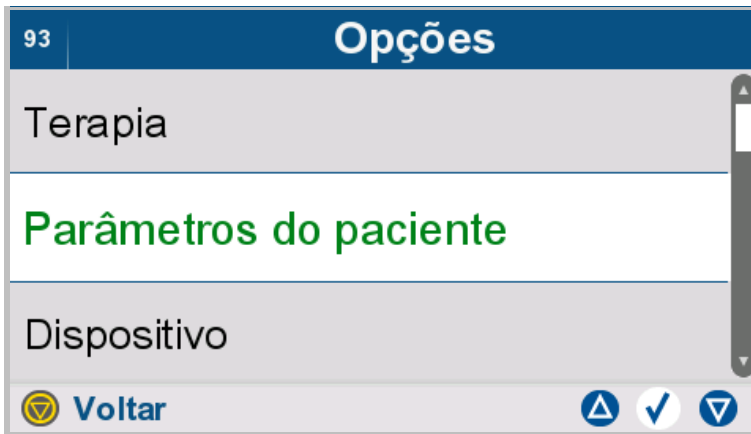 93
Opções
Terapia
Parâmetros do paciente
Dispositivo
Voltar